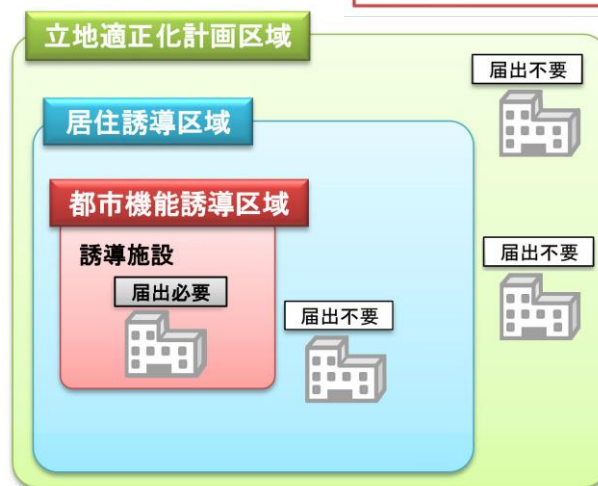 立地適正化計画区域
届出不要
居住誘導区域
都市機能誘導区域
誘導施設
届出不要
届出必要
届出不要